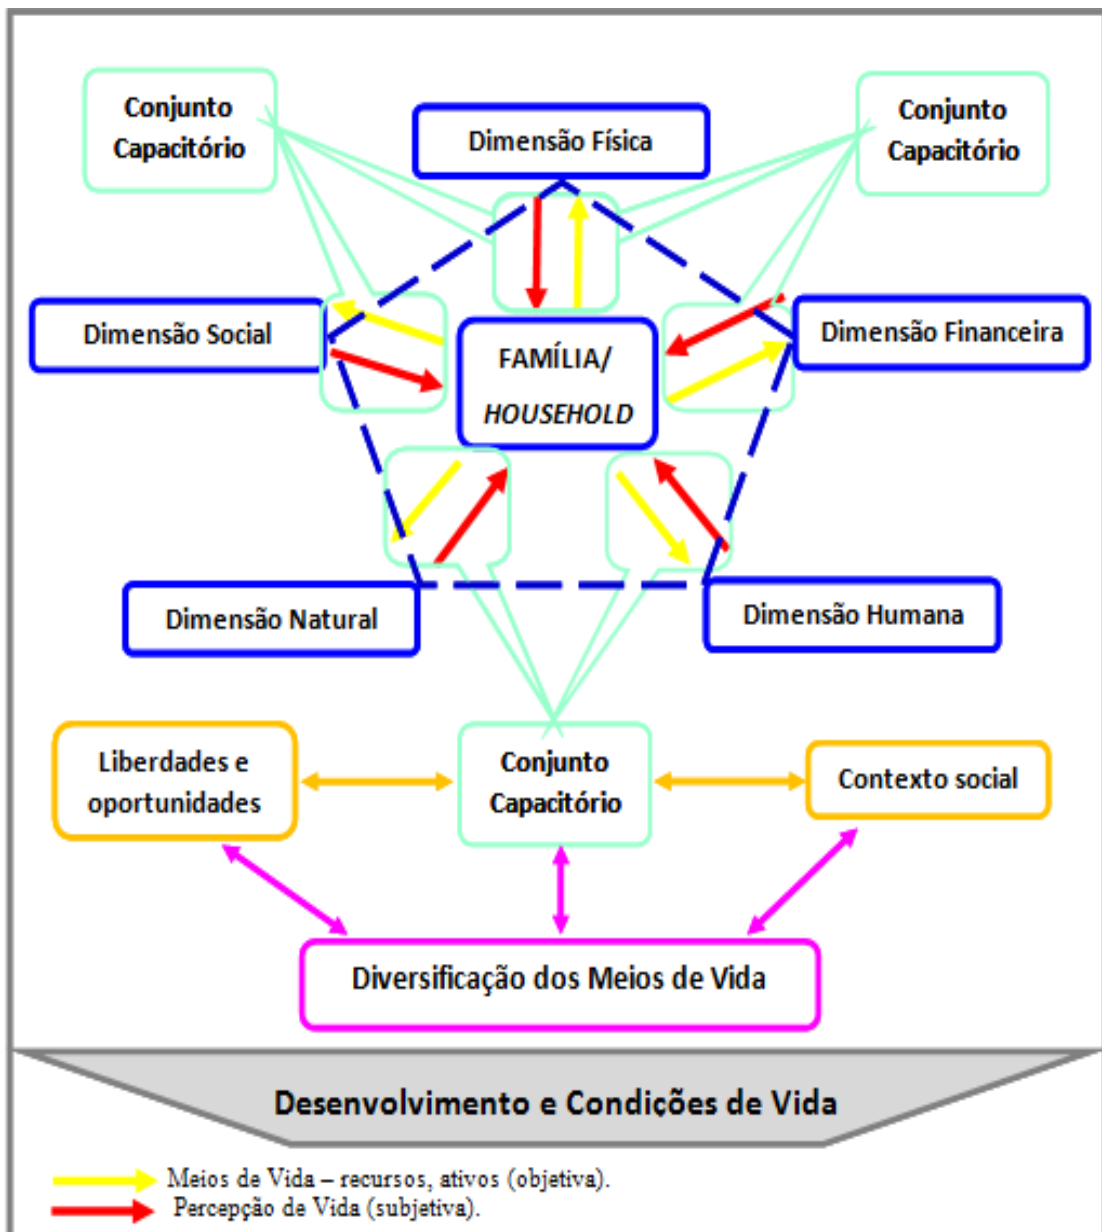 Conjunto
Capacitório
Dimensão Física
Conjunto
Capacitório
Dimensão Social
FAMÍLIA/
HOUSEHOLD
Dimensão Financeira
Dimensão Natural
Dimensão Humana
Liberdades e
oportunidades
Conjunto
Capacitório
Contexto social
Diversificação dos Meios de Vida
Desenvolvimento e Condições de Vida
Meios de Vida – recursos, ativos (objetiva).
Percepção de Vida (subjetiva).